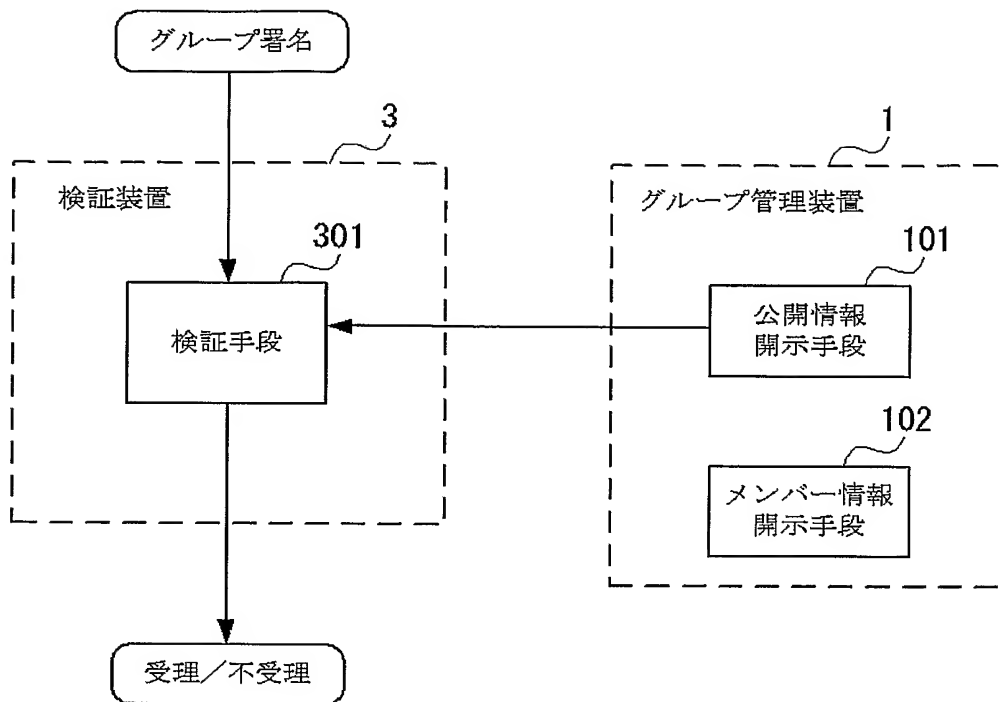 グループ署名
3
検証装置
301
検証手段
受理／不受理
1
グループ管理装置
101
公開情報
開示手段
102
メンバー情報
開示手段